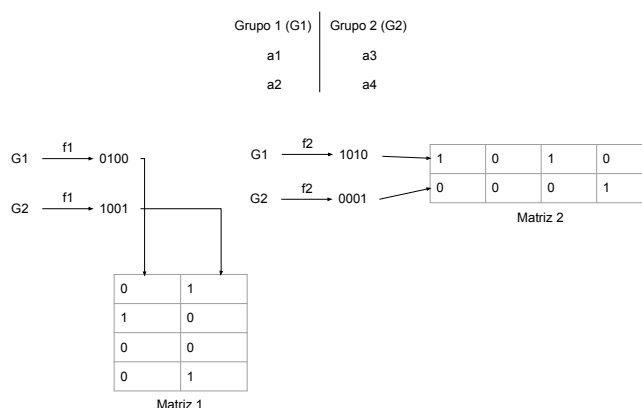 Grupo 1 (G1) Grupo 2 (G2)
a1 a3
a2 a4
f1
G1 0100
f1
G2 1001
f2
G1 1010
f2
G2 0001
1 0 1 0
0 0 0 1
Matriz 2
0 1
1 0
0 0
0 1
Matriz 1